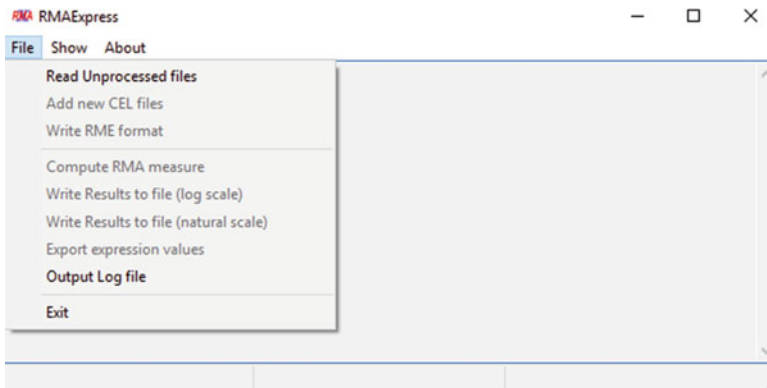 RMA RMAExpress
File Show About
Read Unprocessed files
Add new CEL files
Write RME format
Compute RMA measure
Write Results to file (log scale)
Write Results to file (natural scale)
Export expression values
Output Log file
Exit